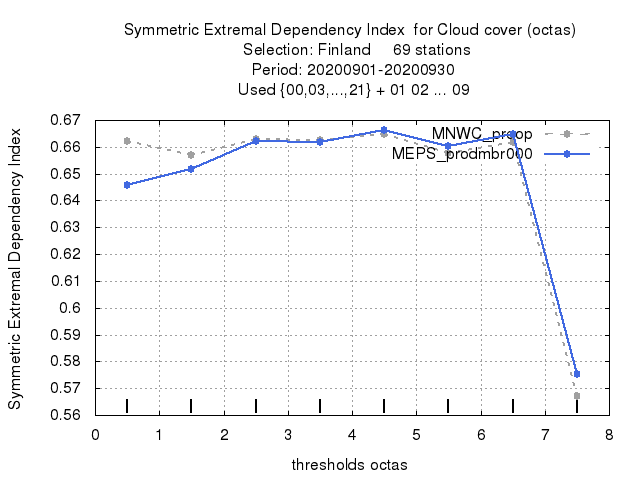 Symmetric Extremal Dependency Index  for Cloud cover (octas)
Selection: Finland     69 stations
Period: 20200901-20200930
Used {00,03,...,21} + 01 02 ... 09
Symmetric Extremal Dependency Index
0.67
0.66
0.65
0.64
0.63
0.62
0.61
0.6
0.59
0.58
0.57
0.56
MNWC_preop
MEPS_prodmbr000
0 1 2 3 4 5 6 7 8
thresholds octas